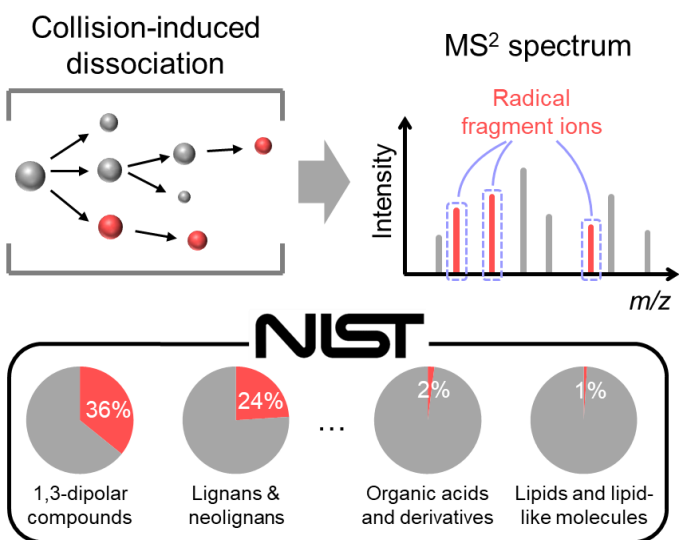 Collision-induced
dissociation
MS² spectrum
Radical
fragment ions
Intensity
m/z
NIST
36%
24%
...
2%
1%
1,3-dipolar
compounds
Lignans &
neolignans
Organic acids
and derivatives
Lipids and lipid-
like molecules